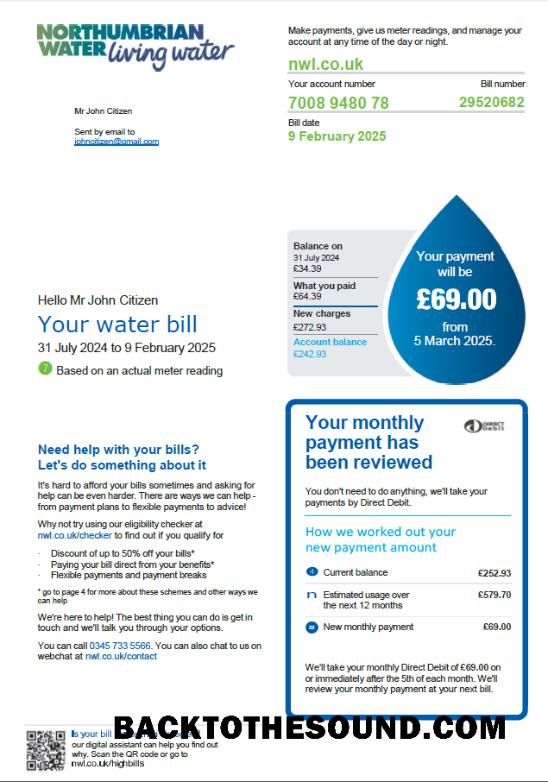 NORTHUMBRIAN
WATER living water
Make payments, give us meter readings, and manage your
account at any time of the day or night.
nwl.co.uk
Your account number Bill number
7008 9480 78 29520682
Bill date
9 February 2025
Mr John Citizen
Sent by email to
johncitizen@gmail.com
Balance on
31 July 2024
£34.39
What you paid
£64.39
New charges
£272.93
Account balance
£242.93
Your payment
will be
£69.00
from
5 March 2025.
Hello Mr John Citizen
Your water bill
31 July 2024 to 9 February 2025
Based on an actual meter reading
Need help with your bills?
Let's do something about it
It's hard to afford your bills sometimes and asking for
help can be even harder. There are ways we can help -
from payment plans to flexible payments to advice!
Why not try using our eligibility checker at
nwl.co.uk/checker to find out if you qualify for
· Discount of up to 50% off your bills*
· Paying your bill direct from your benefits*
· Flexible payments and payment breaks
* go to page 4 for more about these schemes and other ways we
can help
We're here to help! The best thing you can do is get in
touch and we'll talk you through your options.
You can call 0345 733 5566. You can also chat to us on
webchat at nwl.co.uk/contact
Your monthly
payment has
been reviewed
DIRECT
Debit
You don't need to do anything, we'll take your
payments by Direct Debit.
How we worked out your
new payment amount
Current balance £252.93
n Estimated usage over £579.70
the next 12 months
= New monthly payment £69.00
We'll take your monthly Direct Debit of £69.00 on
or immediately after the 5th of each month. We'll
review your monthly payment at your next bill.
Is your bill
BACKTOTHESOUND.COM
our digital assistant can help you find out
why. Scan the QR code or go to
nwl.co.uk/highbills